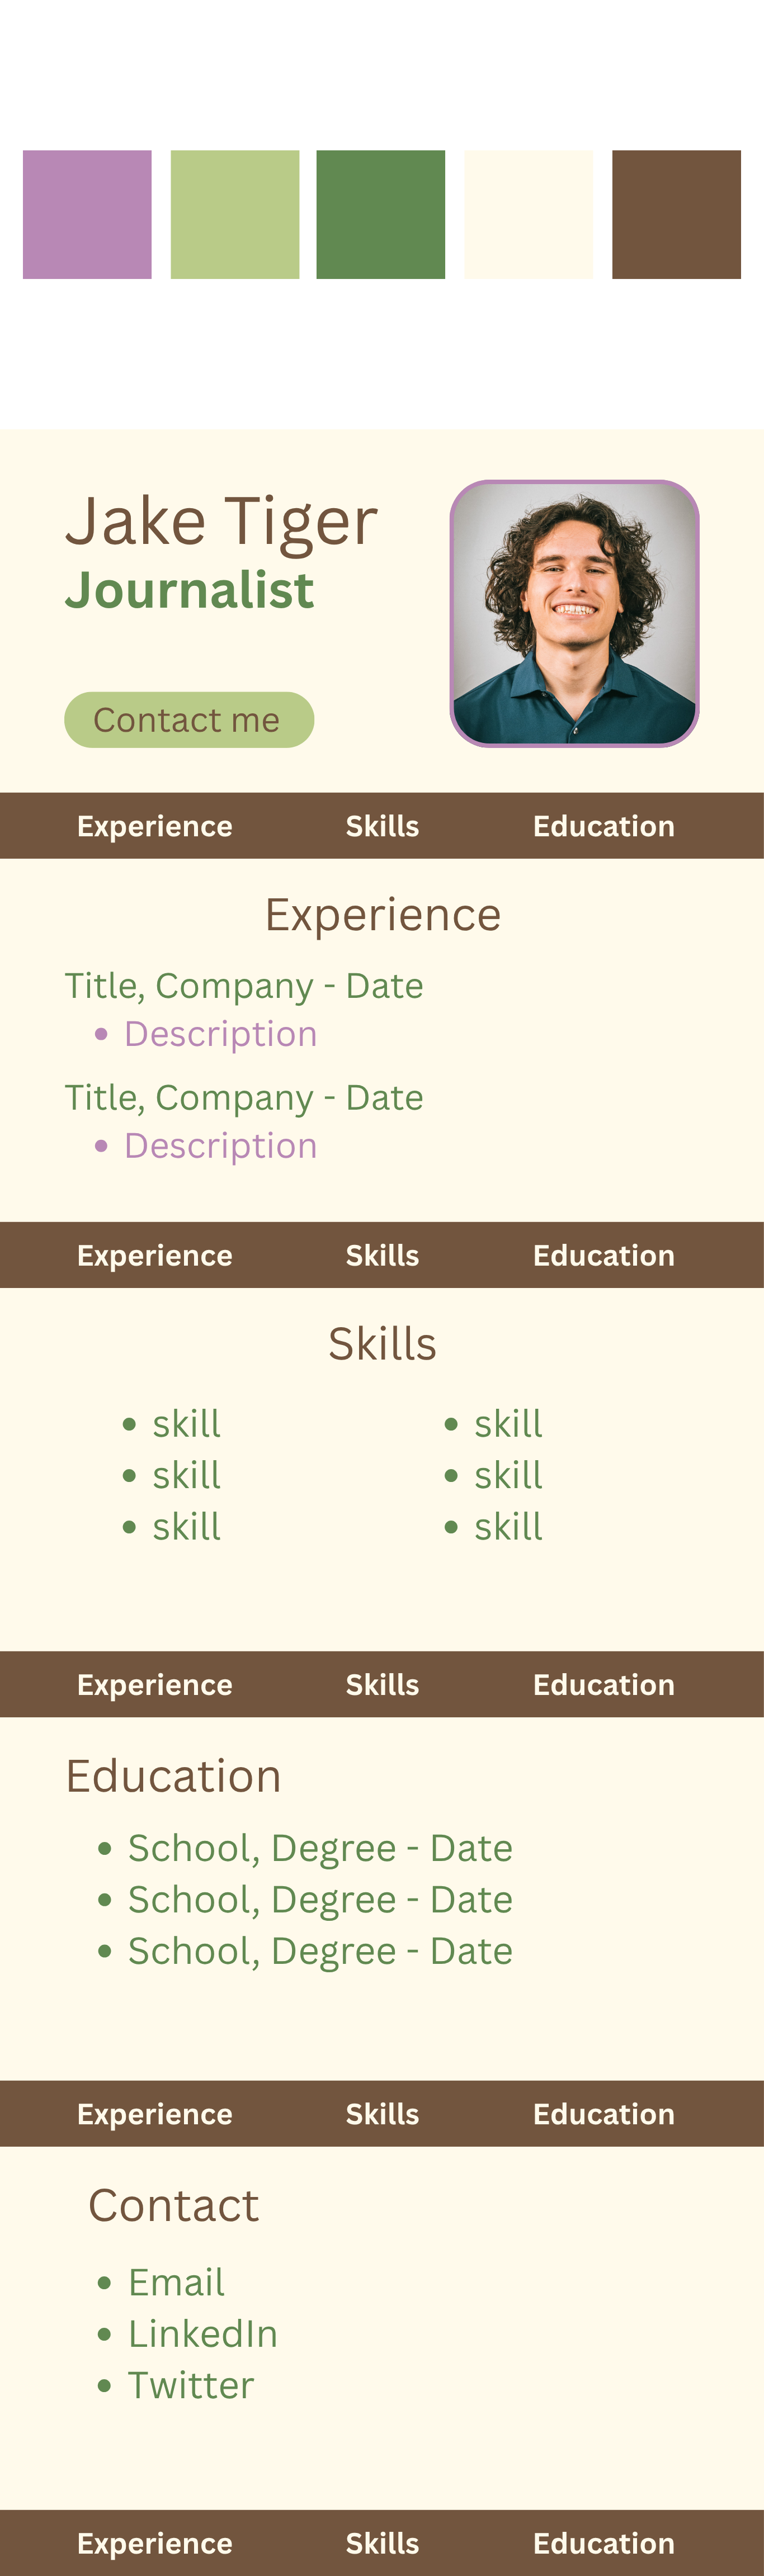 Jake Tiger
Journalist
Contact me
Experience Skills Education
Experience
Title, Company - Date
• Description
Title, Company - Date
• Description
Experience Skills Education
Skills
• skill • skill
• skill • skill
• skill • skill
Experience Skills Education
Education
• School, Degree - Date
• School, Degree - Date
• School, Degree - Date
Experience Skills Education
Contact
• Email
• LinkedIn
• Twitter
Experience Skills Education